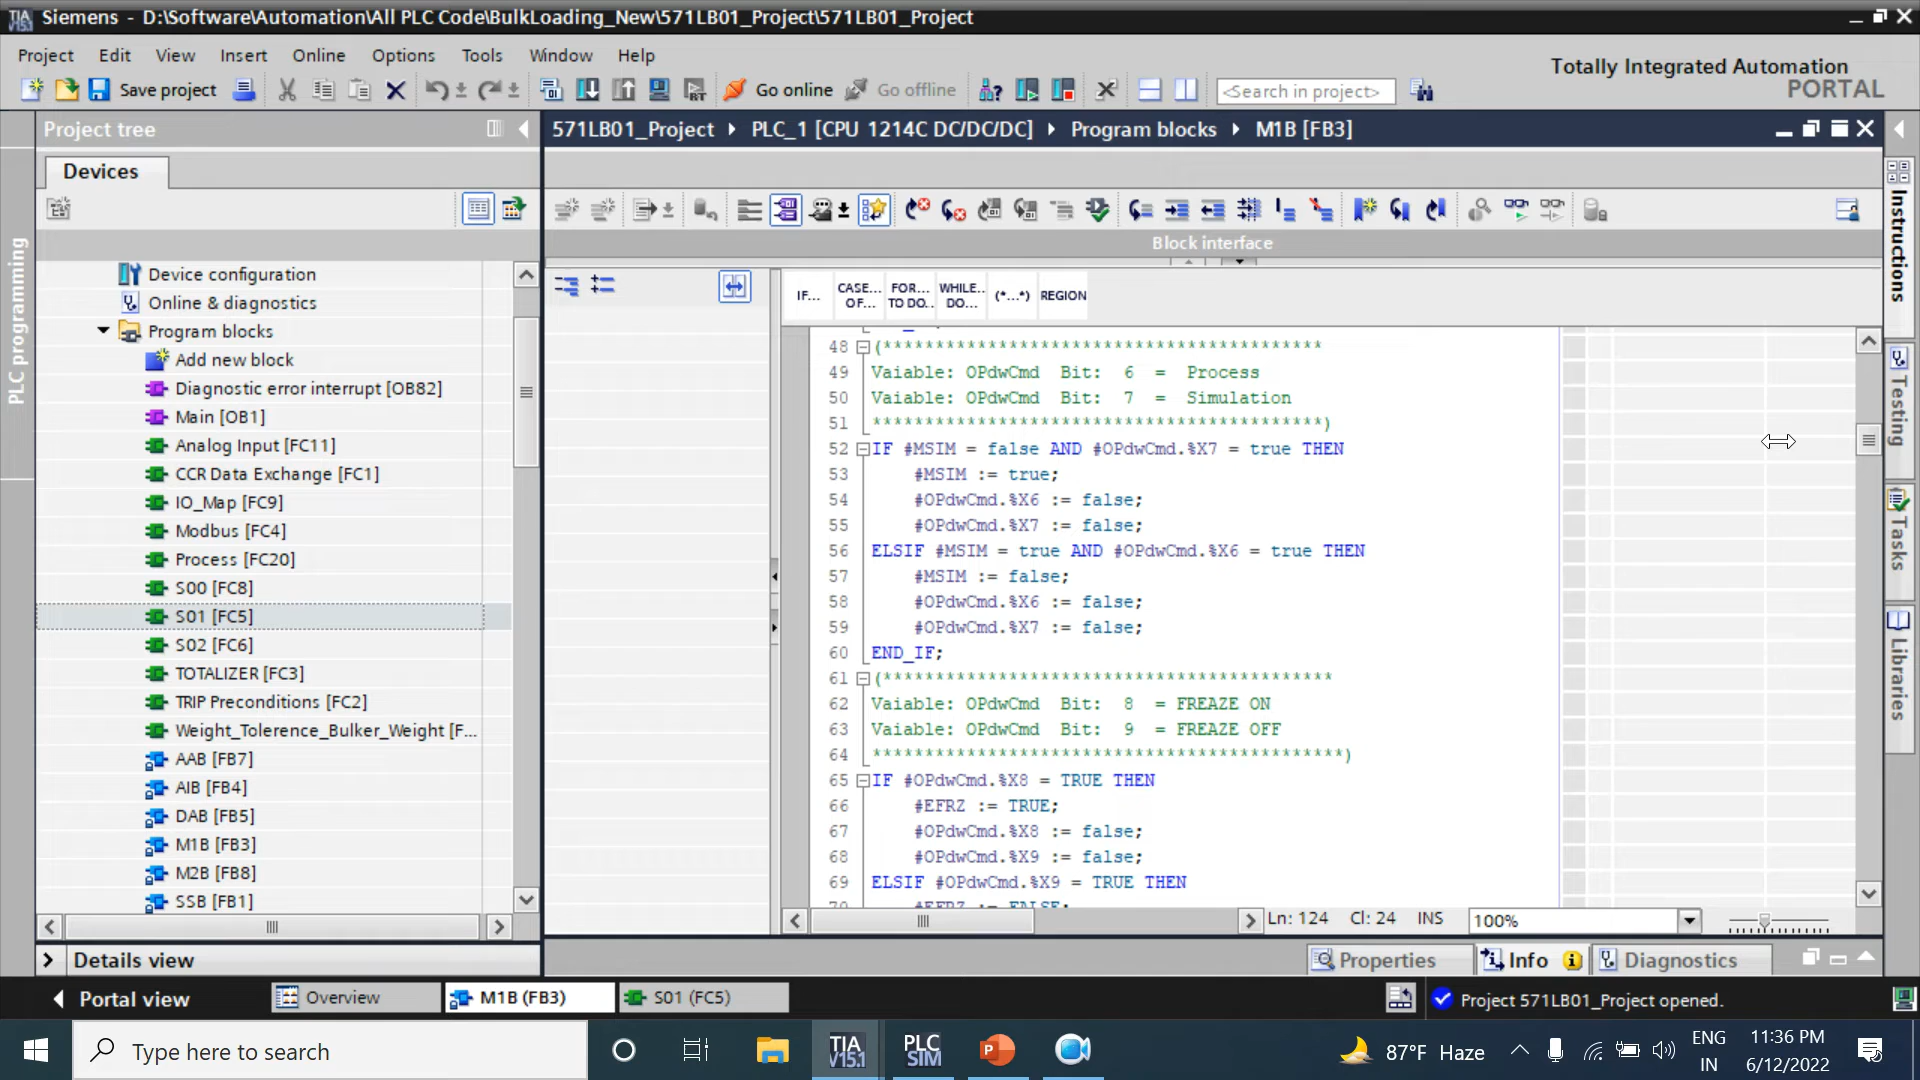 Siemens - D:\Software\Automation\All PLC Code\BulkLoading_New\571LB01_Project\571LB01_Project
Project Edit View Insert Online Options Tools Window Help
Totally Integrated Automation
PORTAL
Save project
Go online
Go offline
<Search in project>
Project tree
571LB01_Project ▸ PLC_1 [CPU 1214C DC/DC/DC] ▸ Program blocks ▸ M1B [FB3]
Devices
PLC programming
Block interface
IF...
CASE... OF...
FOR... TO DO..
WHILE.. DO...
(*...*)
REGION
Device configuration
Online & diagnostics
Program blocks
Add new block
Diagnostic error interrupt [OB82]
Main [OB1]
Analog Input [FC11]
CCR Data Exchange [FC1]
IO_Map [FC9]
Modbus [FC4]
Process [FC20]
S00 [FC8]
S01 [FC5]
S02 [FC6]
TOTALIZER [FC3]
TRIP Preconditions [FC2]
Weight_Tolerence_Bulker_Weight [F...
AAB [FB7]
AIB [FB4]
DAB [FB5]
M1B [FB3]
M2B [FB8]
SSB [FB1]
48 (******************************************
49 Vaiable: OPdwCmd Bit: 6 = Process
50 Vaiable: OPdwCmd Bit: 7 = Simulation
51 *******************************************)
52 IF #MSIM = false AND #OPdwCmd.%X7 = true THEN
53 #MSIM := true;
54 #OPdwCmd.%X6 := false;
55 #OPdwCmd.%X7 := false;
56 ELSIF #MSIM = true AND #OPdwCmd.%X6 = true THEN
57 #MSIM := false;
58 #OPdwCmd.%X6 := false;
59 #OPdwCmd.%X7 := false;
60 END_IF;
61 (*******************************************
62 Vaiable: OPdwCmd Bit: 8 = FREAZE ON
63 Vaiable: OPdwCmd Bit: 9 = FREAZE OFF
64 *********************************************)
65 IF #OPdwCmd.%X8 = TRUE THEN
66 #EFRZ := TRUE;
67 #OPdwCmd.%X8 := false;
68 #OPdwCmd.%X9 := false;
69 ELSIF #OPdwCmd.%X9 = TRUE THEN
70 #EFRZ := FALSE;
Ln: 124 Cl: 24 INS 100%
Instructions
Testing
Tasks
Libraries
Details view
Properties
Info
Diagnostics
Portal view
Overview
M1B (FB3)
S01 (FC5)
Project 571LB01_Project opened.
Type here to search
TIA V15.1
PLC SIM
87°F Haze
ENG
IN
11:36 PM
6/12/2022